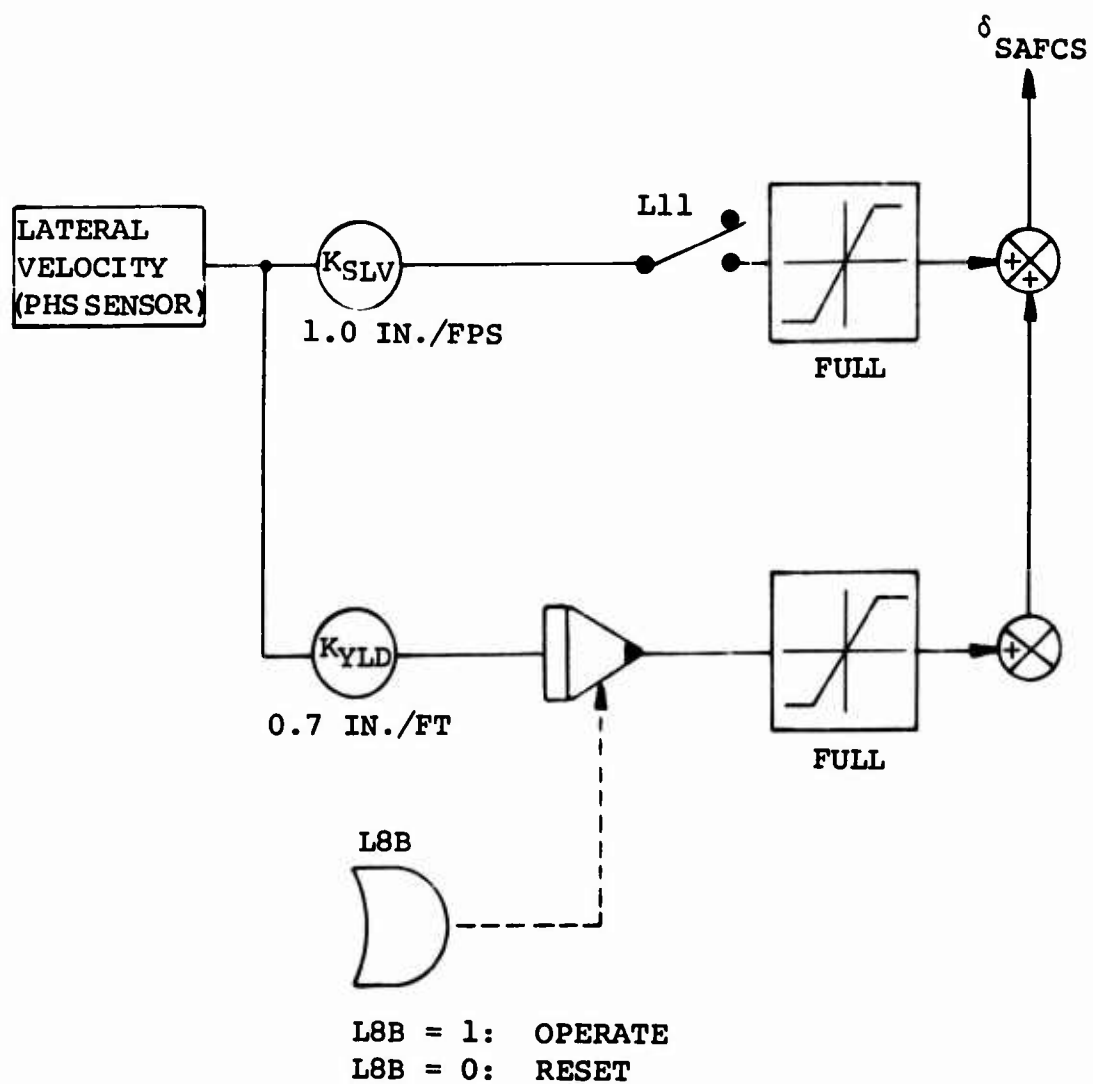 δ SAFCS
L11
LATERAL
VELOCITY
(PHS SENSOR)
KSLV
1.0 IN./FPS
+
+
FULL
KYLD
0.7 IN./FT
+
FULL
L8B
L8B = 1: OPERATE
L8B = 0: RESET